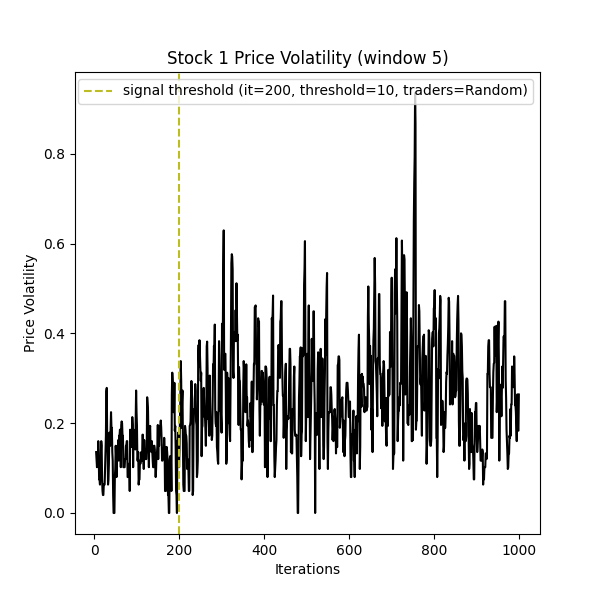 Stock 1 Price Volatility (window 5)
signal threshold (it=200, threshold=10, traders=Random)
Price Volatility
0.8
0.6
0.4
0.2
0.0
0
200
400
600
800
1000
Iterations